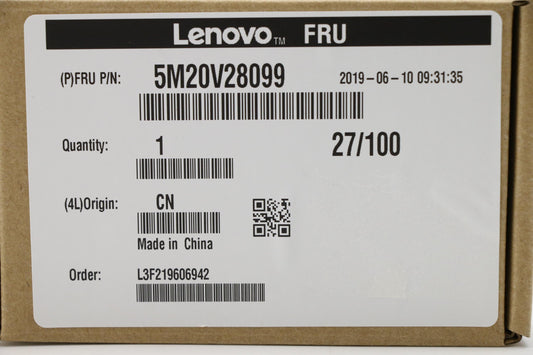 Lenovo™ FRU
(P)FRU P/N: 5M20V28099 2019-06-10 09:31:35
Quantity: 1 27/100
(4L)Origin: CN
Made in China
Order: L3F219606942